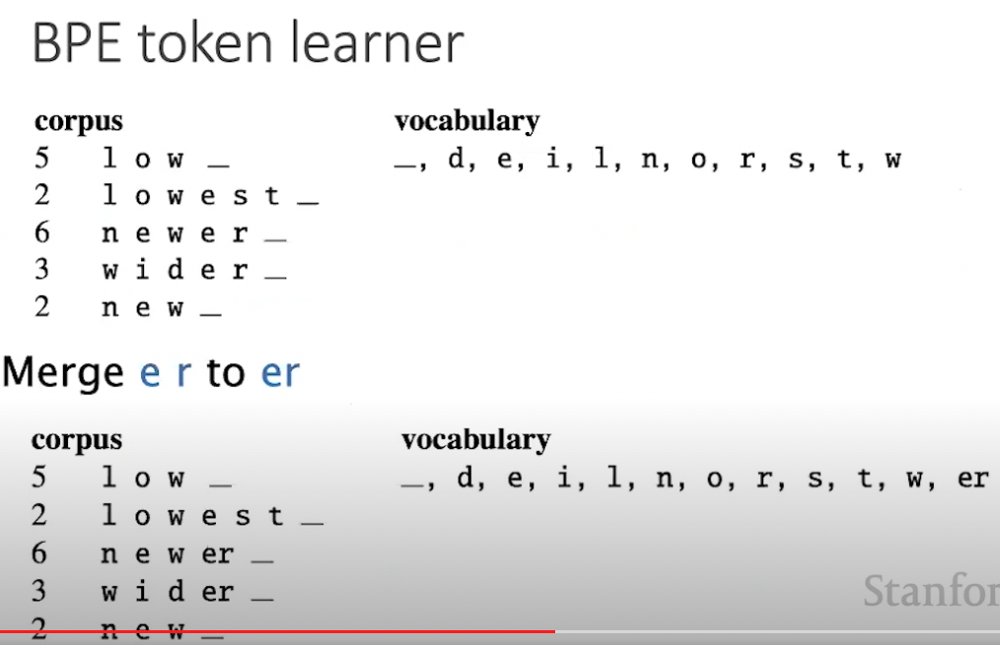 BPE token learner
corpus vocabulary
5 l o w _ _, d, e, i, l, n, o, r, s, t, w
2 l o w e s t _
6 n e w e r _
3 w i d e r _
2 n e w _
Merge e r to er
corpus vocabulary
5 l o w _ _, d, e, i, l, n, o, r, s, t, w, er
2 l o w e s t _
6 n e w er _
3 w i d er _
2 n e w _